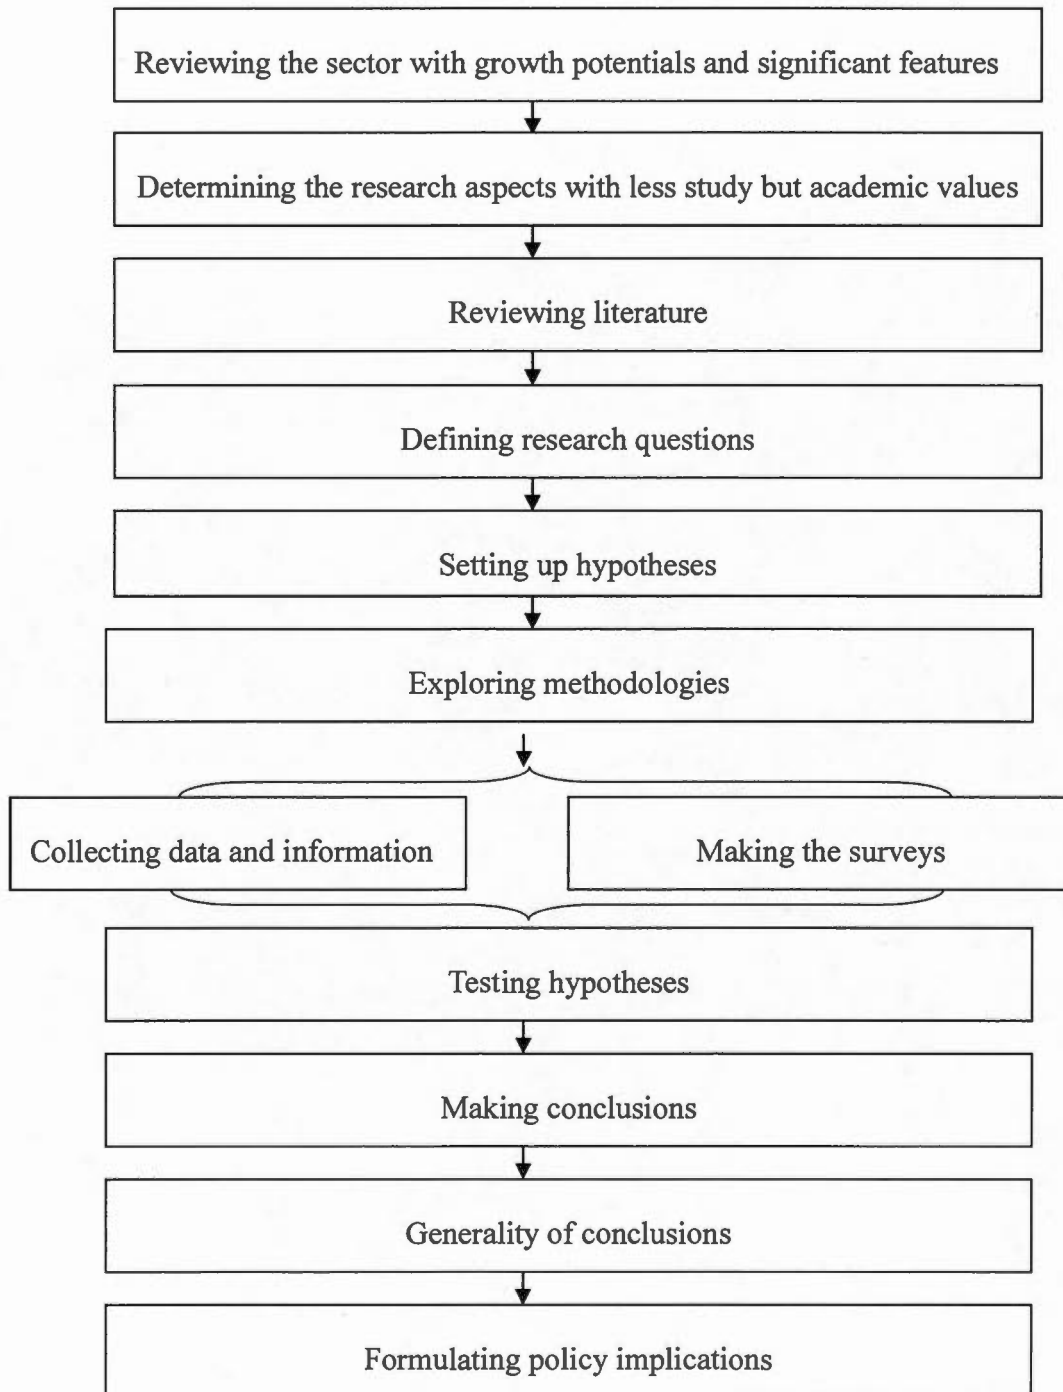 Reviewing the sector with growth potentials and significant features
Determining the research aspects with less study but academic values
Reviewing literature
Defining research questions
Setting up hypotheses
Exploring methodologies
Collecting data and information
Making the surveys
Testing hypotheses
Making conclusions
Generality of conclusions
Formulating policy implications